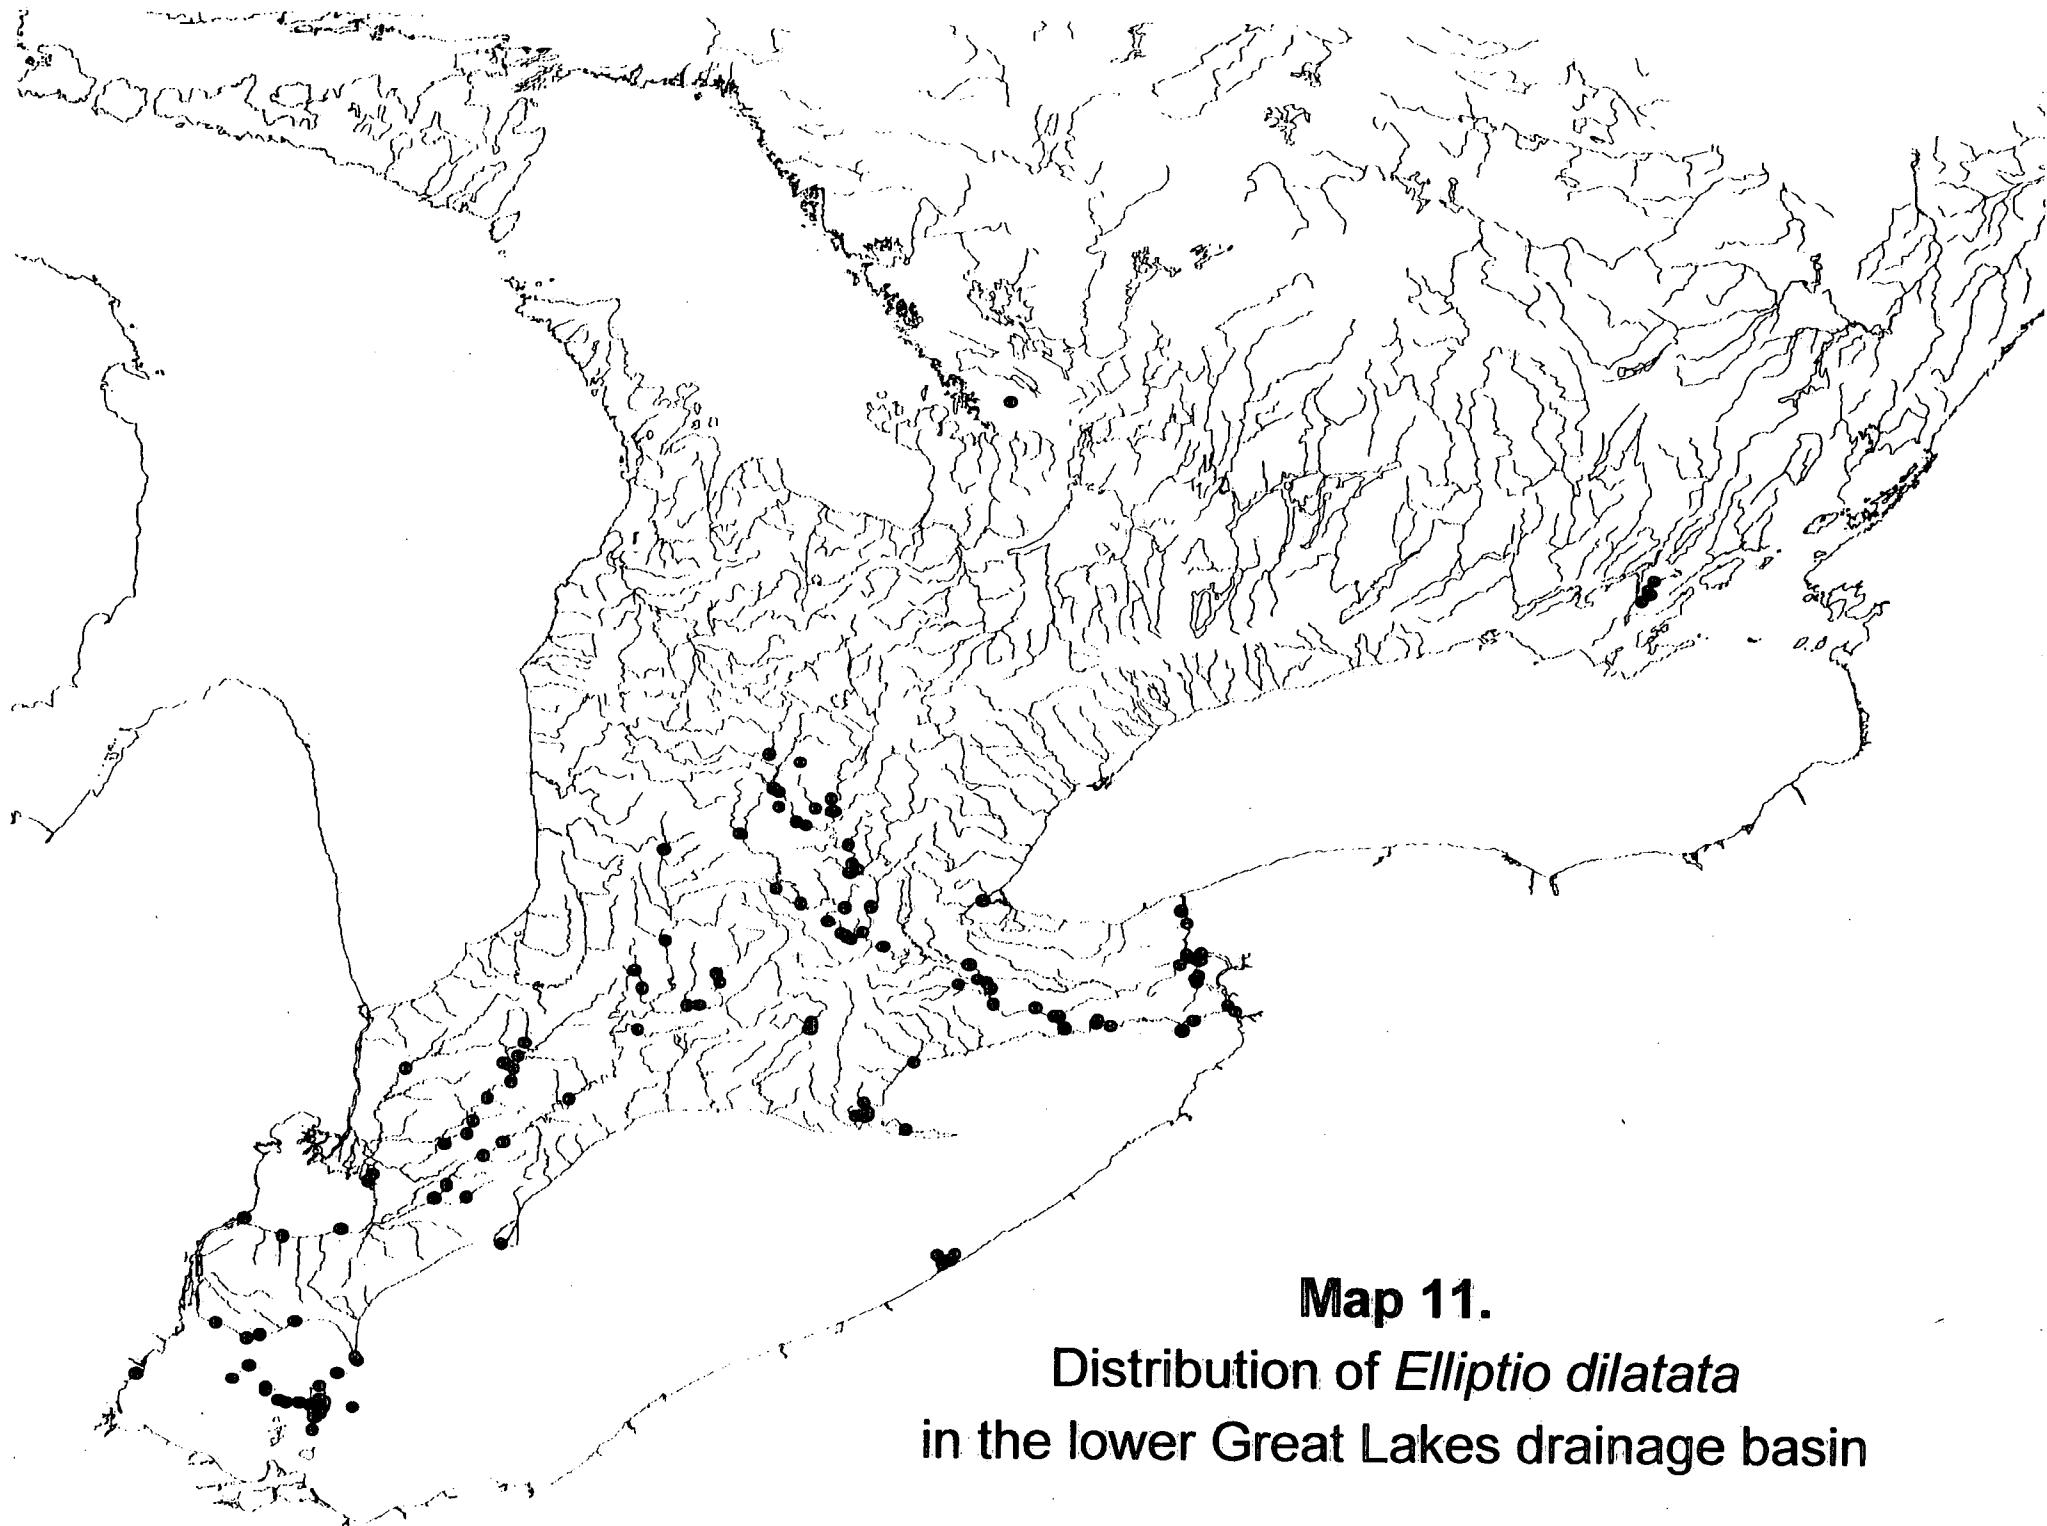 Map 11.
Distribution of Elliptio dilatata
in the lower Great Lakes drainage basin